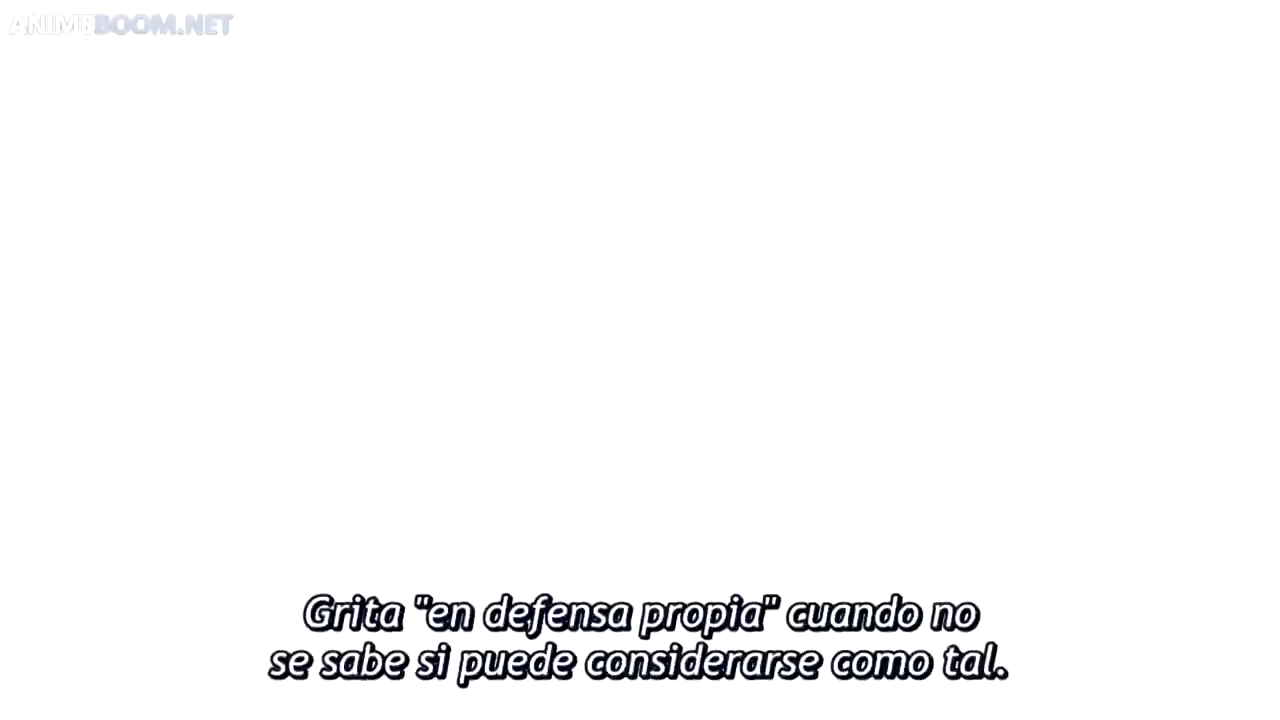 ANIMEBOOM.NET
Grita "en defensa propia" cuando no
se sabe si puede considerarse como tal.